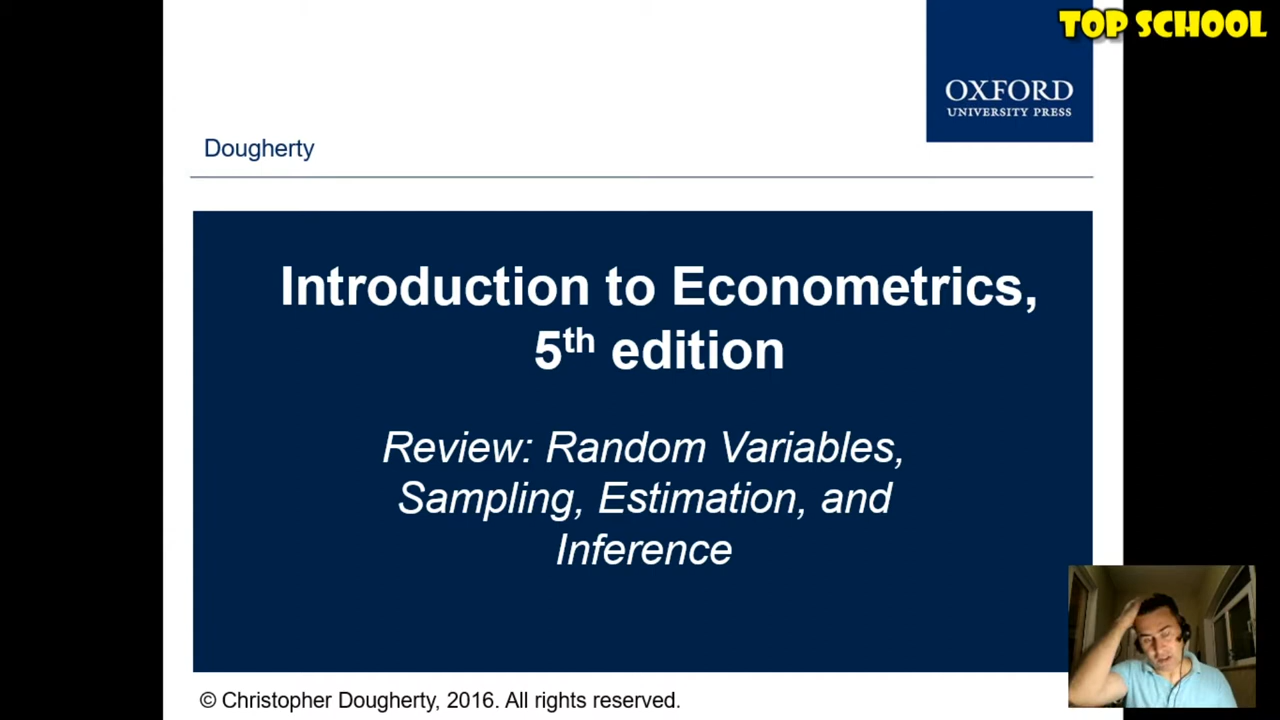 TOP SCHOOL
OXFORD
UNIVERSITY PRESS
Dougherty
Introduction to Econometrics,
5th edition
Review: Random Variables,
Sampling, Estimation, and
Inference
© Christopher Dougherty, 2016. All rights reserved.